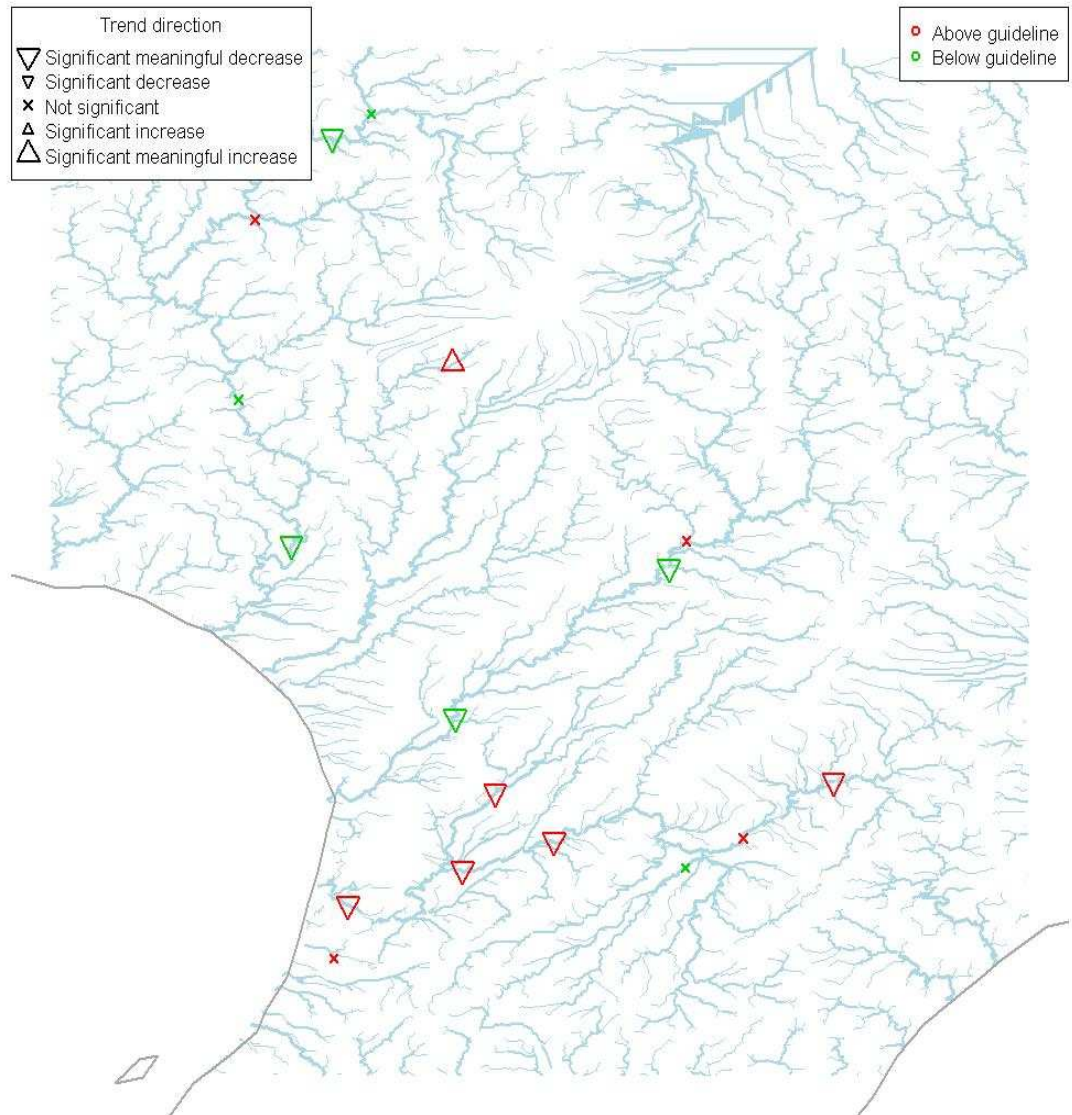 Trend direction
Significant meaningful decrease
Significant decrease
Not significant
Significant increase
Significant meaningful increase
Above guideline
Below guideline